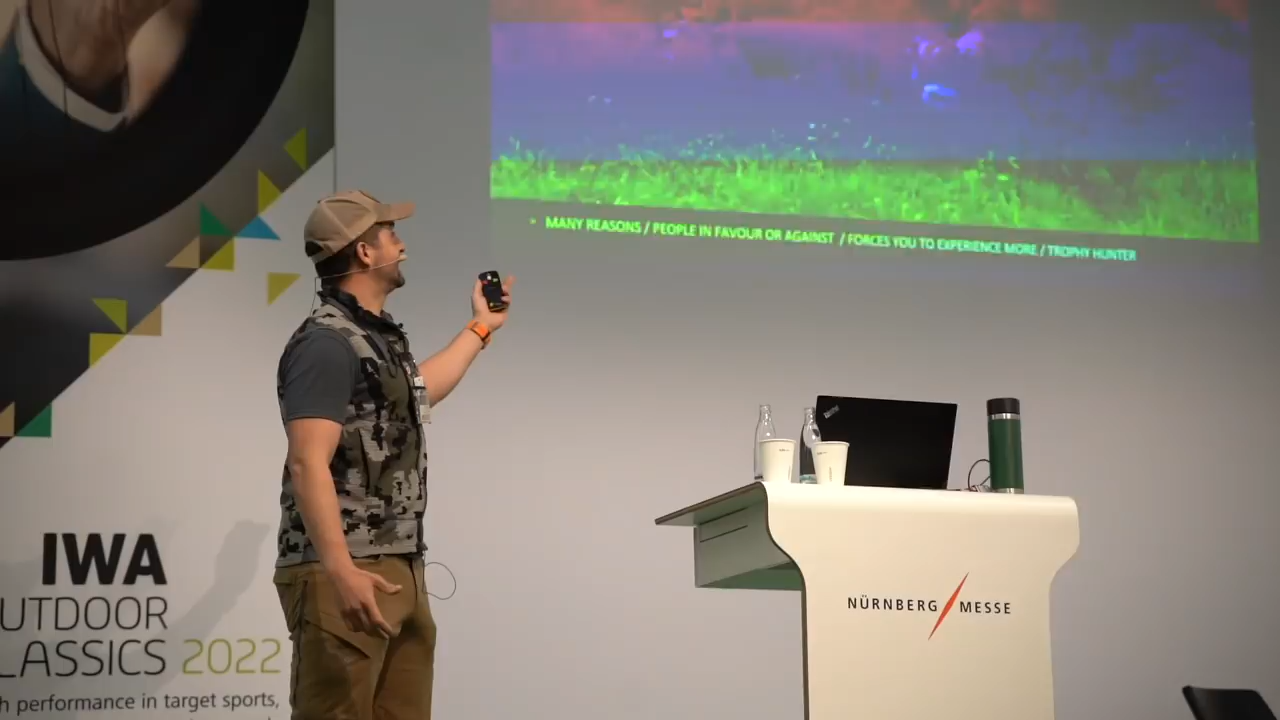 > MANY REASONS / PEOPLE IN FAVOUR OR AGAINST / FORCES YOU TO EXPERIENCE MORE / TROPHY HUNTER
IWA
UTDOOR
LASSICS 2022
h performance in target sports,
NÜRNBERG MESSE